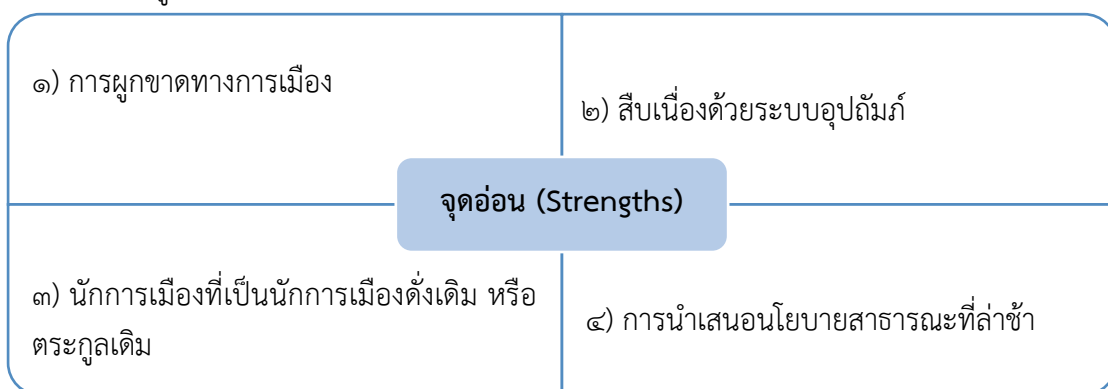 ๑) การผูกขาดทางการเมือง
๒) สืบเนื่องด้วยระบบอุปถัมภ์
จุดอ่อน (Strengths)
๓) นักการเมืองที่เป็นนักการเมืองดั่งเดิม หรือ
ตระกูลเดิม
๔) การนำเสนอนโยบายสาธารณะที่ล่าช้า